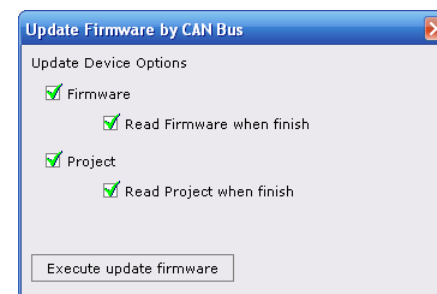 Update Firmware by CAN Bus
Update Device Options
Firmware
Read Firmware when finish
Project
Read Project when finish
Execute update firmware